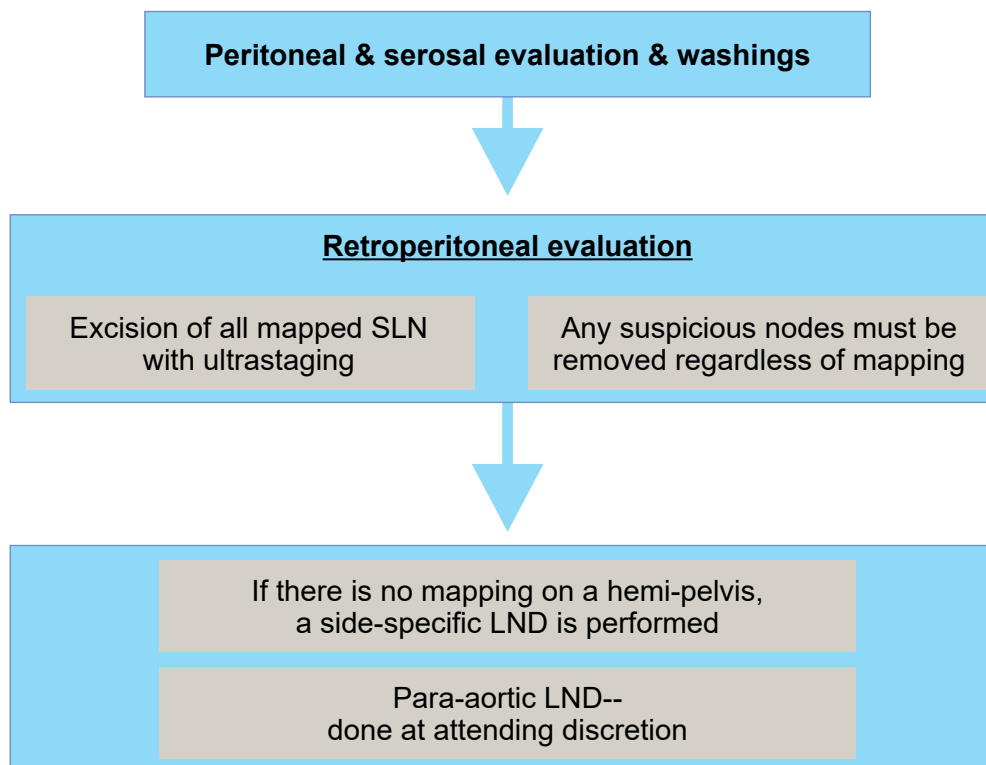 Peritoneal & serosal evaluation & washings
Retroperitoneal evaluation
Excision of all mapped SLN
with ultrastaging
Any suspicious nodes must be
removed regardless of mapping
If there is no mapping on a hemi-pelvis,
a side-specific LND is performed
Para-aortic LND--
done at attending discretion